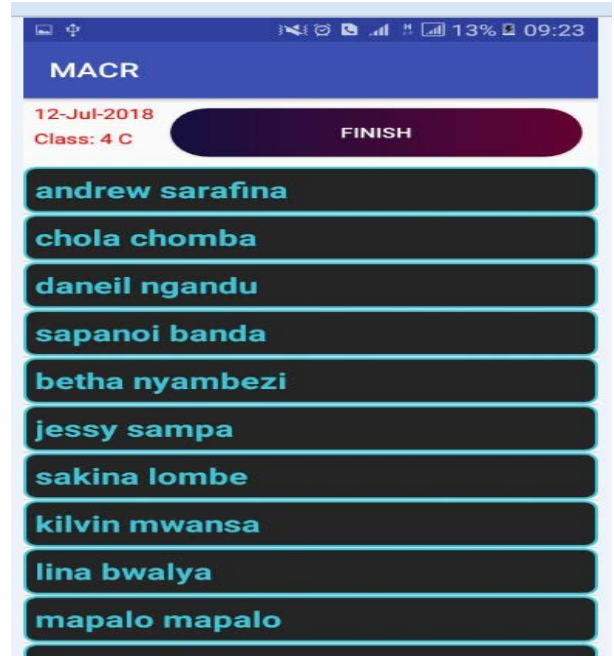 13% 09:23
MACR
12-Jul-2018
Class: 4 C
FINISH
andrew sarafina
chola chomba
daneil ngandu
sapanoi banda
betha nyambezi
jessy sampa
sakina lombe
kilvin mwansa
lina bwalya
mapalo mapalo